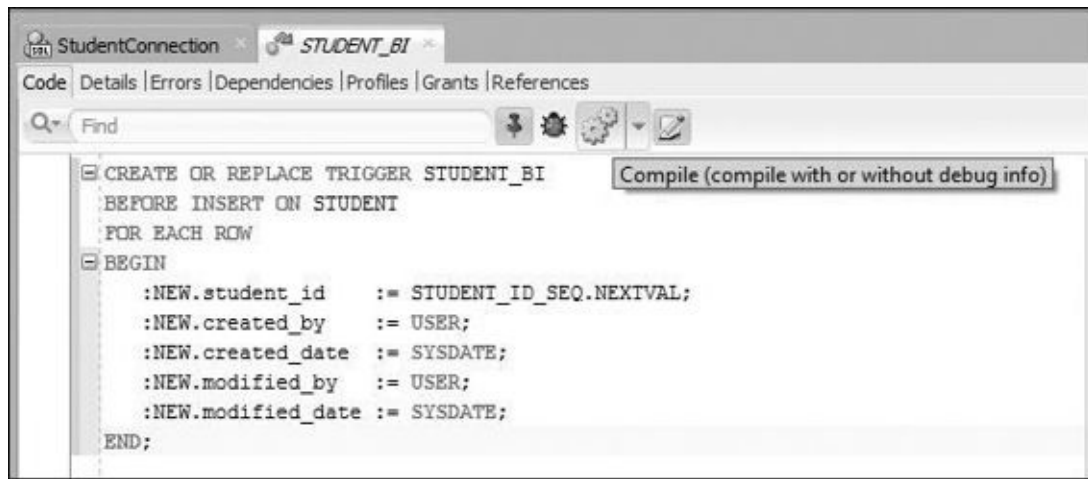 SQL StudentConnection × STUDENT_BI ×
Code Details | Errors | Dependencies | Profiles | Grants | References
Find
CREATE OR REPLACE TRIGGER STUDENT_BI
Compile (compile with or without debug info)
BEFORE INSERT ON STUDENT
FOR EACH ROW
BEGIN
:NEW.student_id := STUDENT_ID_SEQ.NEXTVAL;
:NEW.created_by := USER;
:NEW.created_date := SYSDATE;
:NEW.modified_by := USER;
:NEW.modified_date := SYSDATE;
END;